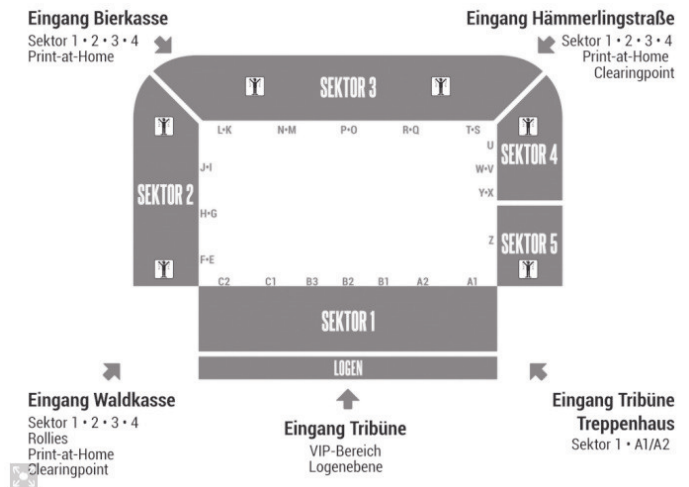 Eingang Bierkasse
Sektor 1 • 2 • 3 • 4
Print-at-Home
Eingang Hämmerlingstraße
Sektor 1 • 2 • 3 • 4
Print-at-Home
Clearingpoint
SEKTOR 3
L•K
N•M
P•O
R•Q
T•S
U
SEKTOR 4
J•I
W•V
SEKTOR 2
Y•X
H•G
Z
SEKTOR 5
F•E
C2
C1
B3
B2
B1
A2
A1
SEKTOR 1
LOGEN
Eingang Waldkasse
Sektor 1 • 2 • 3 • 4
Rollies
Print-at-Home
Clearingpoint
Eingang Tribüne
VIP-Bereich
Logenebene
Eingang Tribüne
Treppenhaus
Sektor 1 • A1/A2